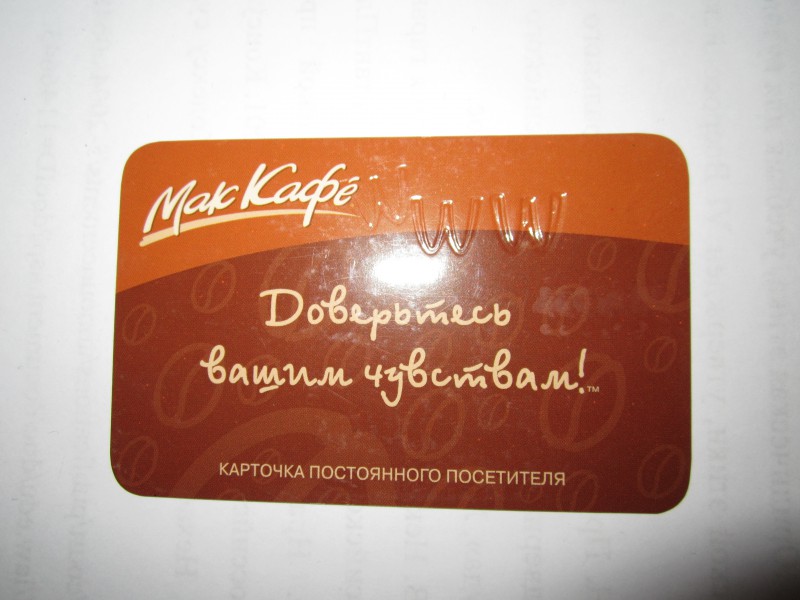 МакКафе
Доверьтесь
вашим чувствам!™
КАРТОЧКА ПОСТОЯННОГО ПОСЕТИТЕЛЯ